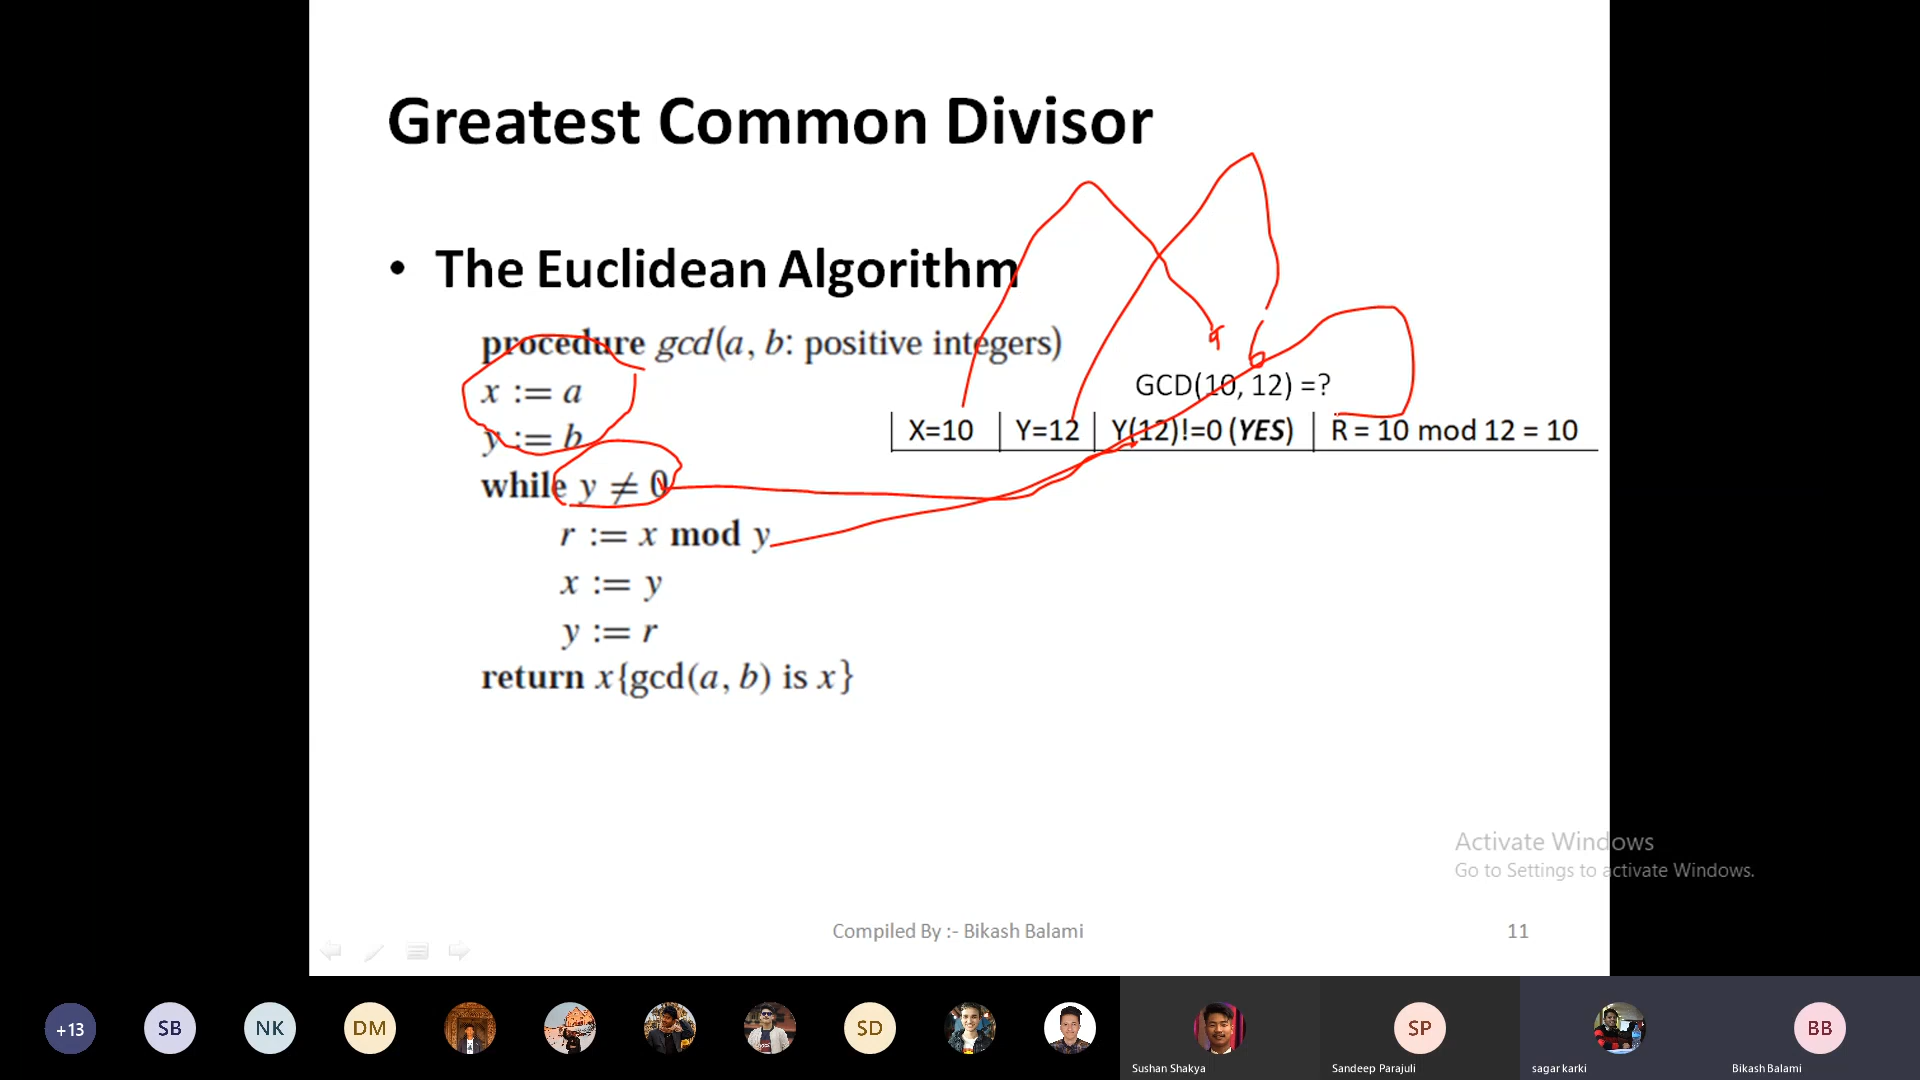 Greatest Common Divisor
• The Euclidean Algorithm
procedure gcd(a, b: positive integers)
x := a
y := b
while y ≠ 0
r := x mod y
x := y
y := r
return x{gcd(a, b) is x}
a b
GCD(10, 12) =?
X=10 | Y=12 | Y(12)!=0 (YES) | R = 10 mod 12 = 10
Activate Windows
Go to Settings to activate Windows.
Compiled By :- Bikash Balami
11
+13
SB
NK
DM
SD
SP
BB
Sushan Shakya
Sandeep Parajuli
sagar karki
Bikash Balami